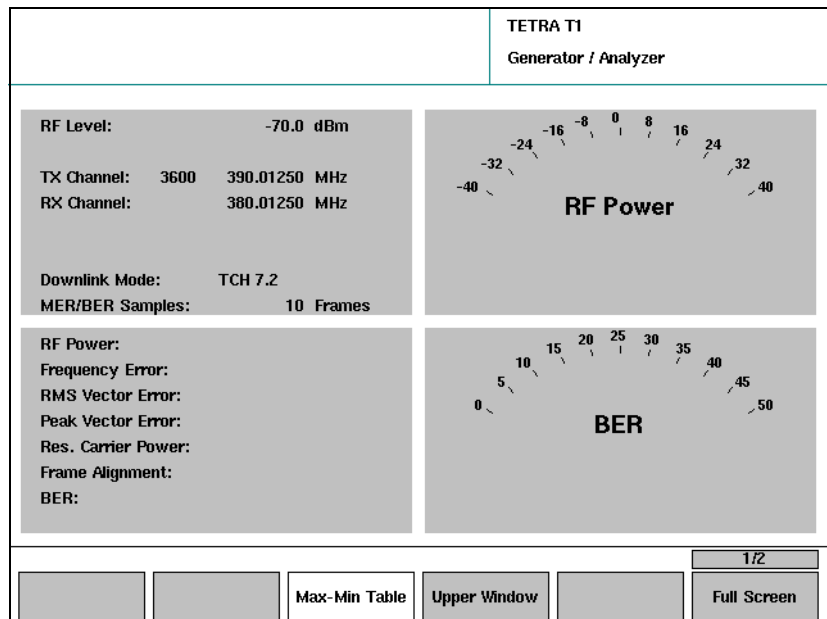 TETRA T1
Generator / Analyzer
RF Level: -70.0 dBm
TX Channel: 3600 390.01250 MHz
RX Channel: 380.01250 MHz
Downlink Mode: TCH 7.2
MER/BER Samples: 10 Frames
-40 -32 -24 -16 -8 0 8 16 24 32 40
RF Power
RF Power:
Frequency Error:
RMS Vector Error:
Peak Vector Error:
Res. Carrier Power:
Frame Alignment:
BER:
0 5 10 15 20 25 30 35 40 45 50
BER
1/2
Max-Min Table Upper Window Full Screen